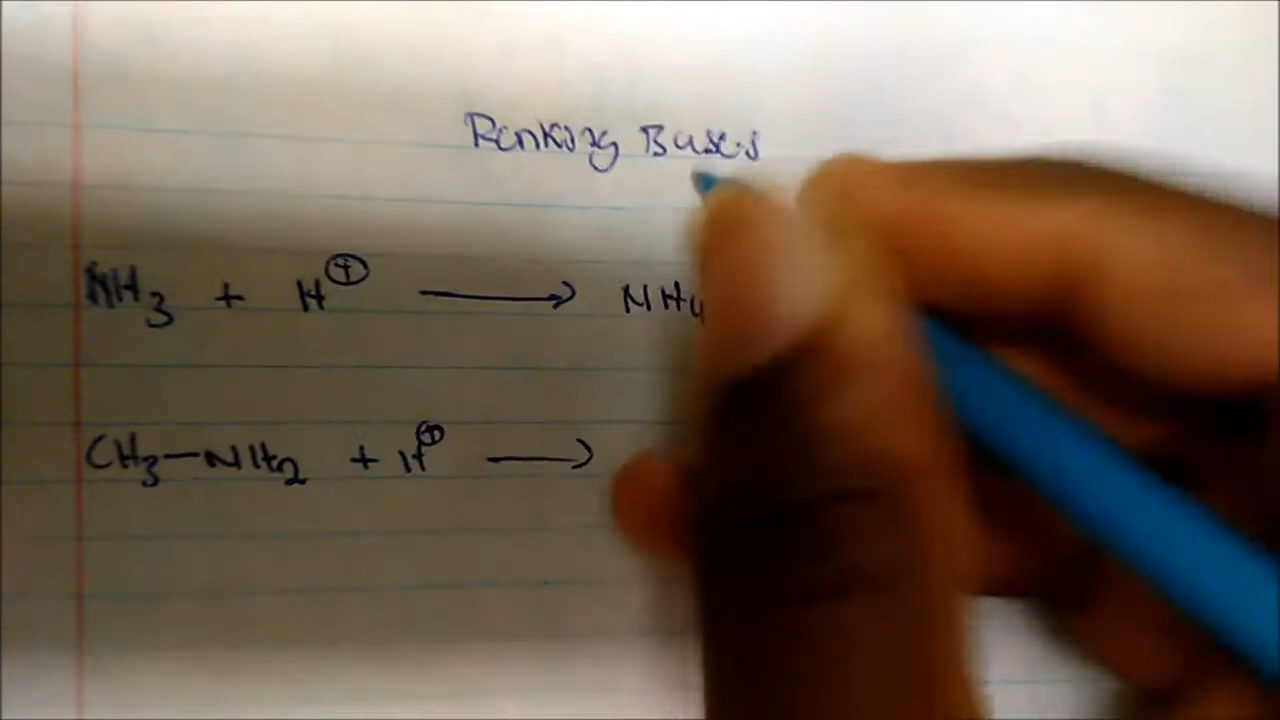 Ranking Bases
NH₃ + H⊕ ⟶ NH₄
CH₃—NH₂ + H⊕ ⟶